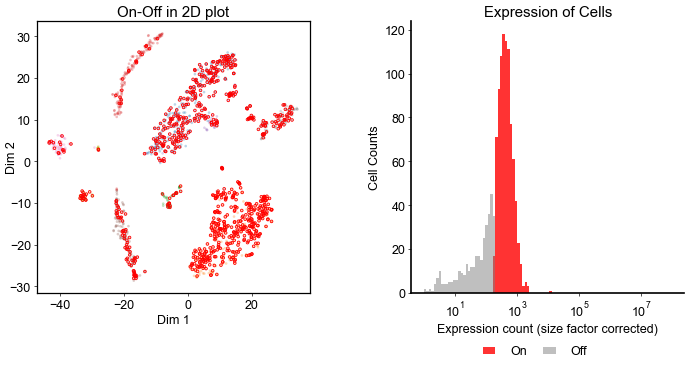 On-Off in 2D plot
30
20
10
0
−10
−20
−30
Dim 2
−40
−20
0
20
Dim 1
Expression of Cells
120
100
80
60
40
20
0
Cell Counts
10^1
10^3
10^5
10^7
Expression count (size factor corrected)
On
Off